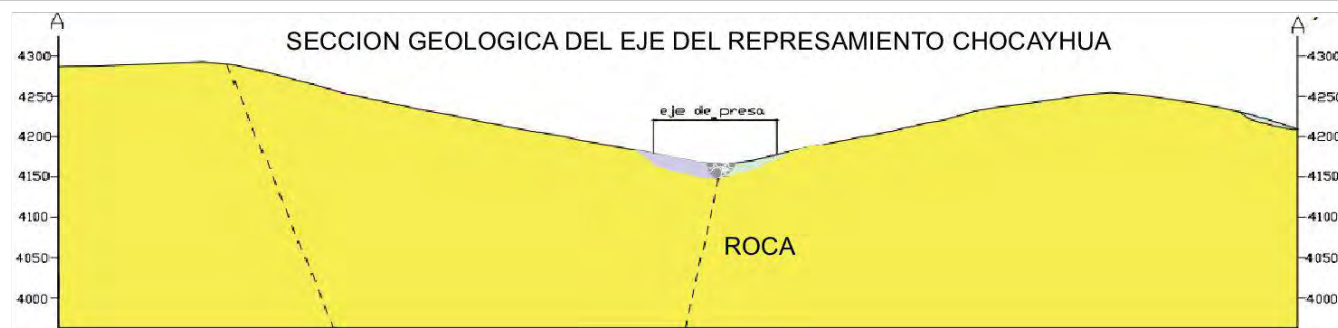 A A'
SECCION GEOLOGICA DEL EJE DEL REPRESAMIENTO CHOCAYHUA
4300 4300
4250 4250
eje de presa
4200 4200
4150 4150
4100 4100
ROCA
4050 4050
4000 4000